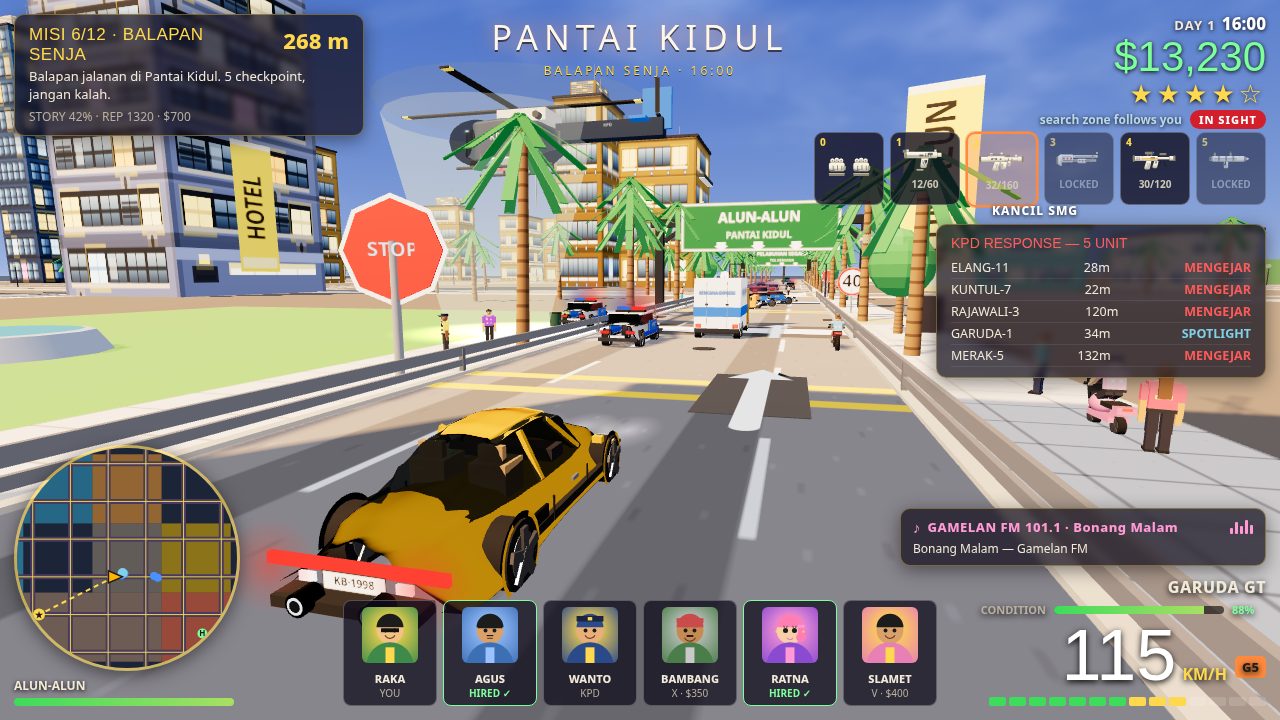 MISI 6/12 · BALAPAN SENJA
268 m
Balapan jalanan di Pantai Kidul. 5 checkpoint,
jangan kalah.
STORY 42% · REP 1320 · $700
PANTAI KIDUL
BALAPAN SENJA · 16:00
DAY 1 16:00
$13,230
search zone follows you IN SIGHT
0
1
12/60
32/160
3
LOCKED
4
30/120
5
LOCKED
KANCIL SMG
KPD RESPONSE — 5 UNIT
ELANG-11 28m MENGEJAR
KUNTUL-7 22m MENGEJAR
RAJAWALI-3 120m MENGEJAR
GARUDA-1 34m SPOTLIGHT
MERAK-5 132m MENGEJAR
HOTEL
STOP
ALUN-ALUN
PANTAI KIDUL
40
KB-1998
H
ALUN-ALUN
RAKA
YOU
AGUS
HIRED ✓
WANTO
KPD
BAMBANG
X · $350
RATNA
HIRED ✓
SLAMET
V · $400
♪ GAMELAN FM 101.1 · Bonang Malam
Bonang Malam — Gamelan FM
GARUDA GT
CONDITION 88%
115 KM/H G5